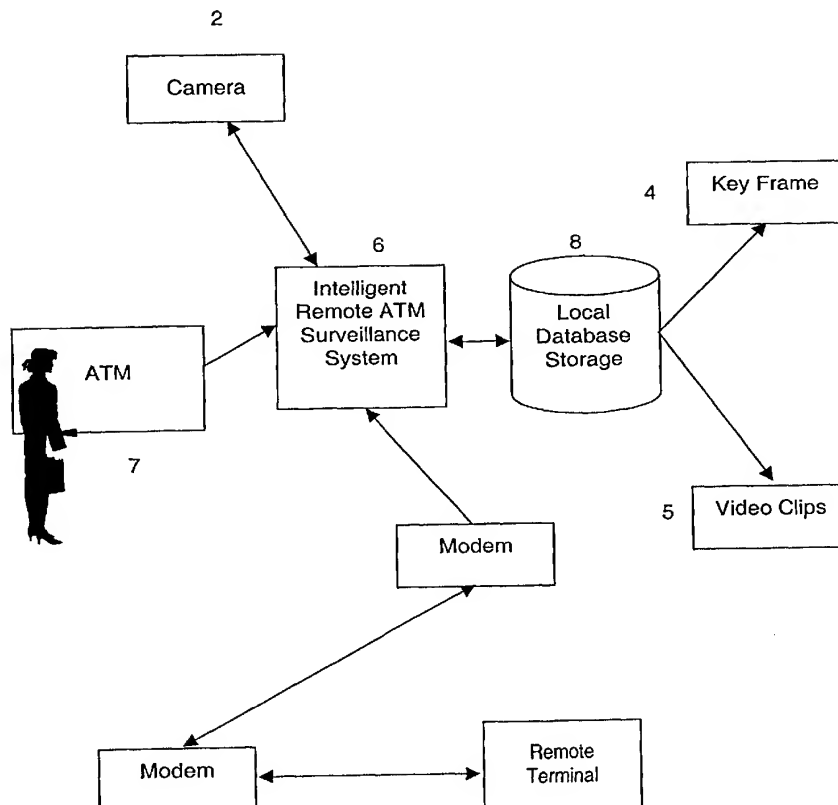 2
Camera
4
Key Frame
6
8
Intelligent
Remote ATM
Surveillance
System
Local
Database
Storage
ATM
7
5
Video Clips
Modem
Modem
Remote
Terminal